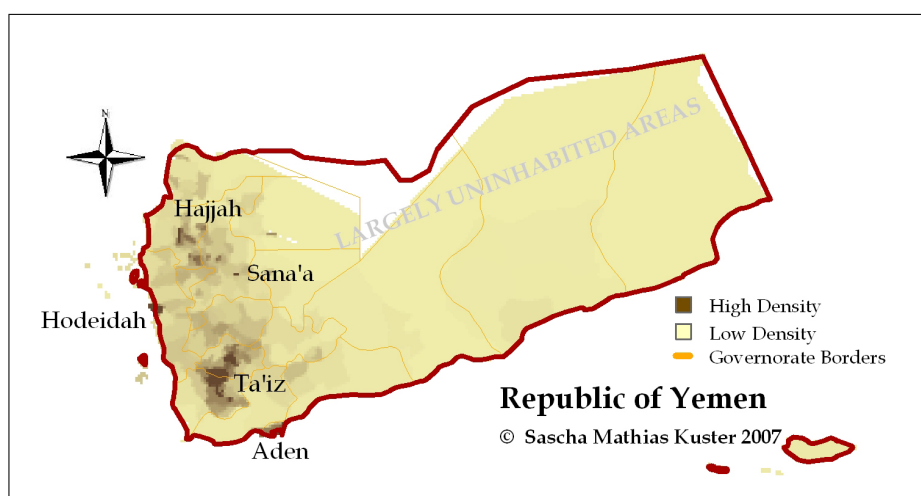 N
LARGELY UNINHABITED AREAS
Hajjah
Sana'a
Hodeidah
Ta'iz
Aden
High Density
Low Density
Governorate Borders
Republic of Yemen
© Sascha Mathias Kuster 2007